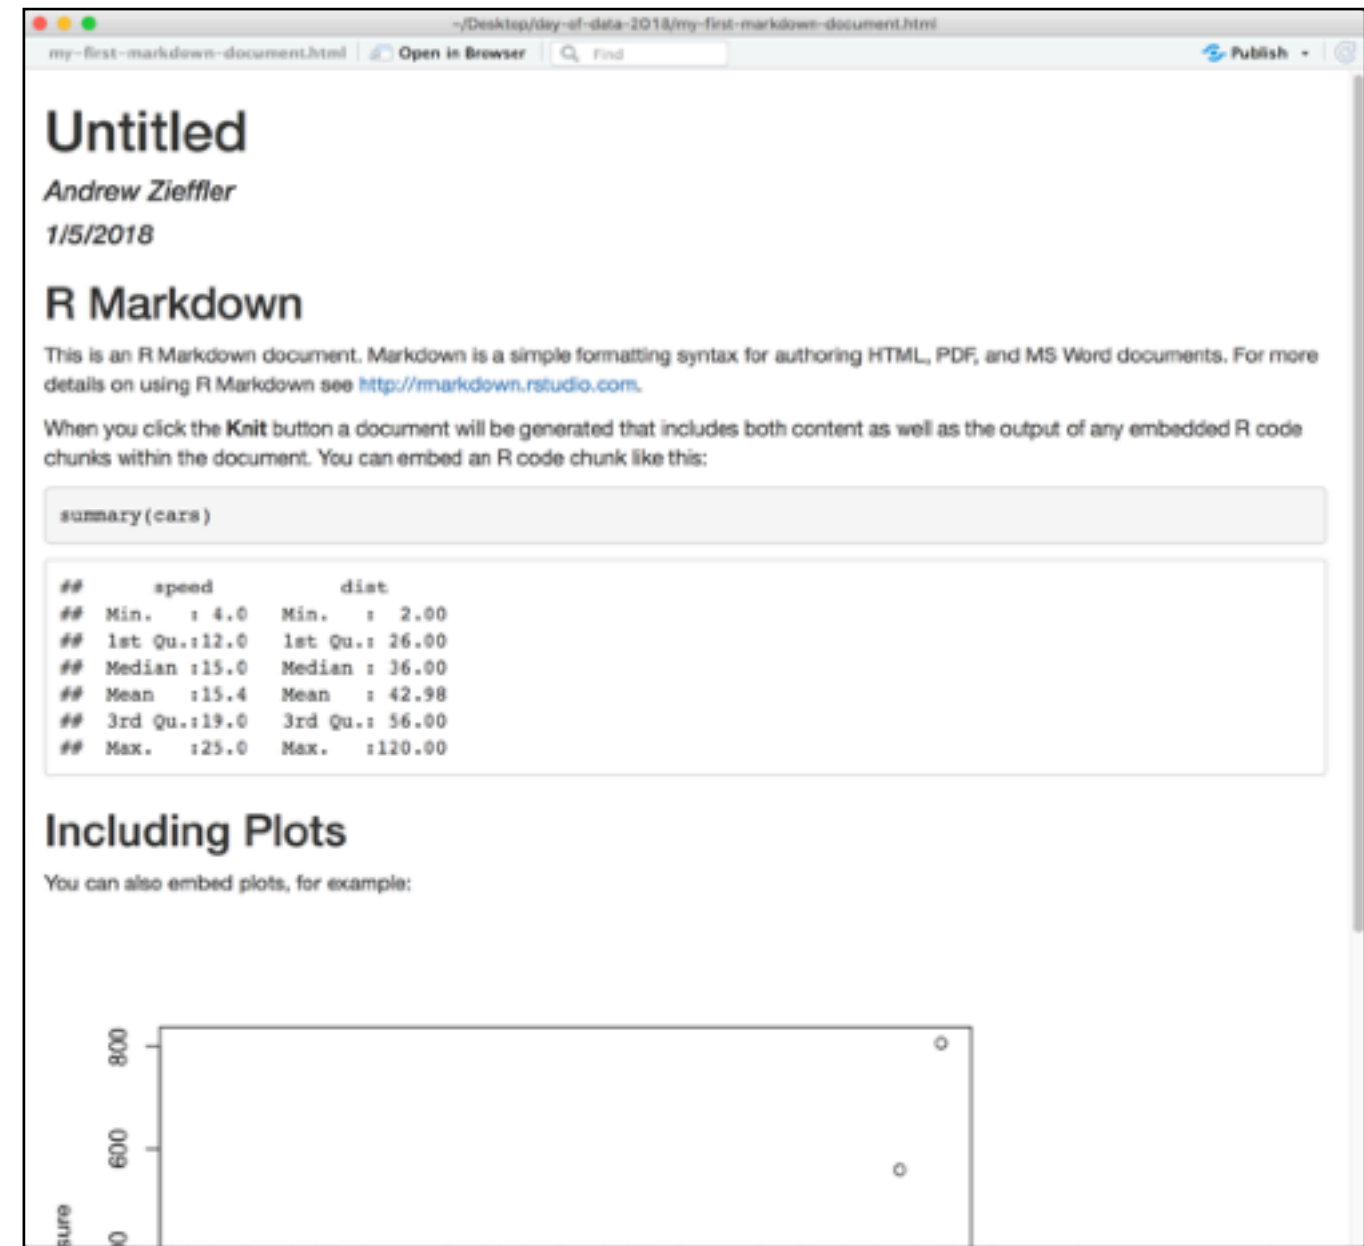 ~/Desktop/day-of-data-2018/my-first-markdown-document.html
my-first-markdown-document.html Open in Browser Find Publish
Untitled
Andrew Zieffler
1/5/2018
R Markdown
This is an R Markdown document. Markdown is a simple formatting syntax for authoring HTML, PDF, and MS Word documents. For more
details on using R Markdown see http://rmarkdown.rstudio.com.
When you click the Knit button a document will be generated that includes both content as well as the output of any embedded R code
chunks within the document. You can embed an R code chunk like this:
summary(cars)
##      speed           dist
##  Min.   : 4.0   Min.   :  2.00
##  1st Qu.:12.0   1st Qu.: 26.00
##  Median :15.0   Median : 36.00
##  Mean   :15.4   Mean   : 42.98
##  3rd Qu.:19.0   3rd Qu.: 56.00
##  Max.   :25.0   Max.   :120.00
Including Plots
You can also embed plots, for example:
800
600